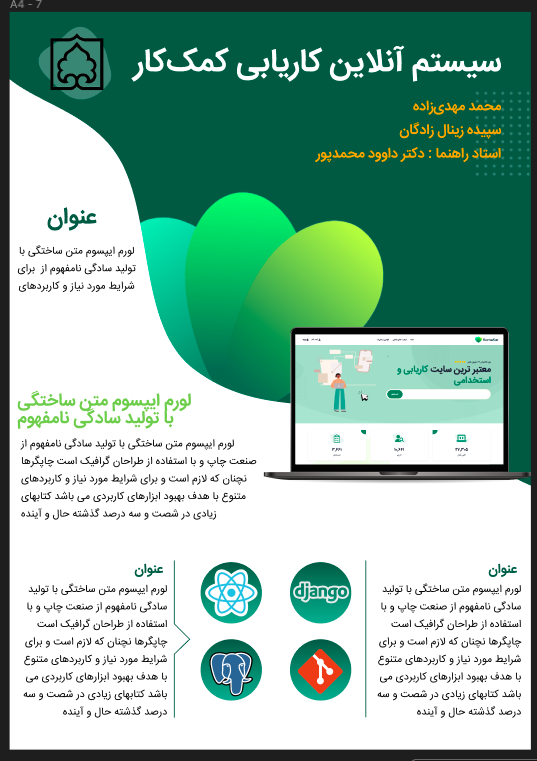 A4 - 7
سیستم آنلاین کاریابی کمک‌کار
محمد مهدی‌زاده
سپیده زینال زادگان
استاد راهنما : دکتر داوود محمدپور
عنوان
لورم ایپسوم متن ساختگی با
تولید سادگی نامفهوم از برای
شرایط مورد نیاز و کاربردهای
معتبر ترین سایت کاریابی و
استخدامی
لورم ایپسوم متن ساختگی
با تولید سادگی نامفهوم
لورم ایپسوم متن ساختگی با تولید سادگی نامفهوم از
صنعت چاپ و با استفاده از طراحان گرافیک است چاپگرها
نچنان که لازم است و برای شرایط مورد نیاز و کاربردهای
متنوع با هدف بهبود ابزارهای کاربردی می باشد کتابهای
زیادی در شصت و سه درصد گذشته حال و آینده
عنوان
لورم ایپسوم متن ساختگی با تولید
سادگی نامفهوم از صنعت چاپ و با
استفاده از طراحان گرافیک است
چاپگرها نچنان که لازم است و برای
شرایط مورد نیاز و کاربردهای متنوع
با هدف بهبود ابزارهای کاربردی می
باشد کتابهای زیادی در شصت و سه
درصد گذشته حال و آینده
django
عنوان
لورم ایپسوم متن ساختگی با تولید
سادگی نامفهوم از صنعت چاپ و با
استفاده از طراحان گرافیک است
چاپگرها نچنان که لازم است و برای
شرایط مورد نیاز و کاربردهای متنوع
با هدف بهبود ابزارهای کاربردی می
باشد کتابهای زیادی در شصت و سه
درصد گذشته حال و آینده